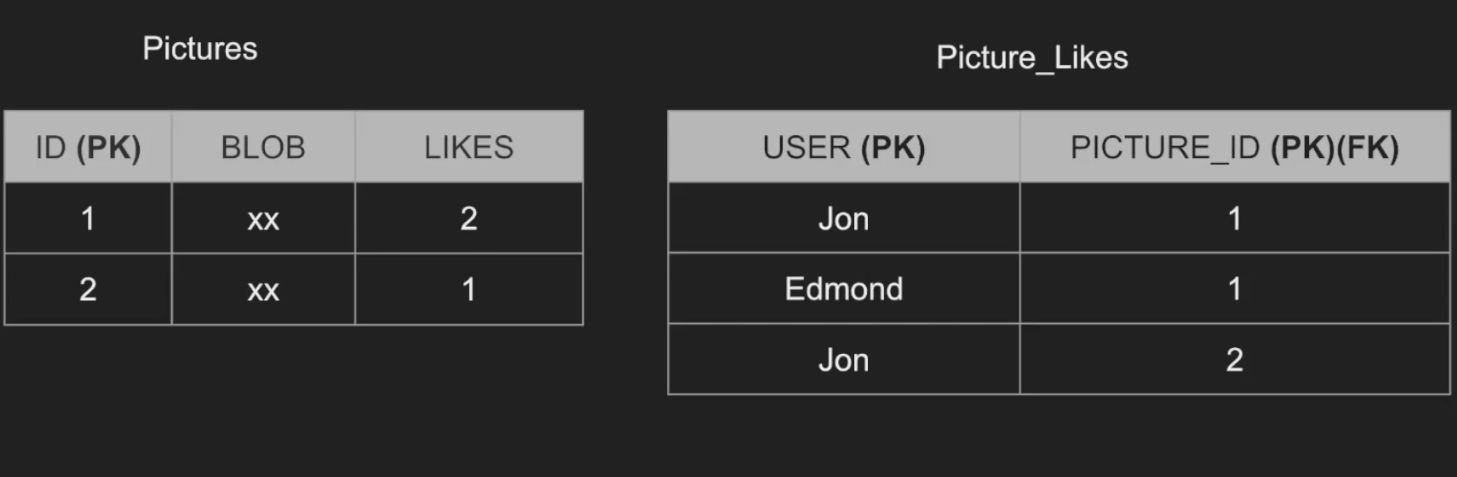 Pictures
ID (PK) BLOB LIKES
1 xx 2
2 xx 1
Picture_Likes
USER (PK) PICTURE_ID (PK)(FK)
Jon 1
Edmond 1
Jon 2